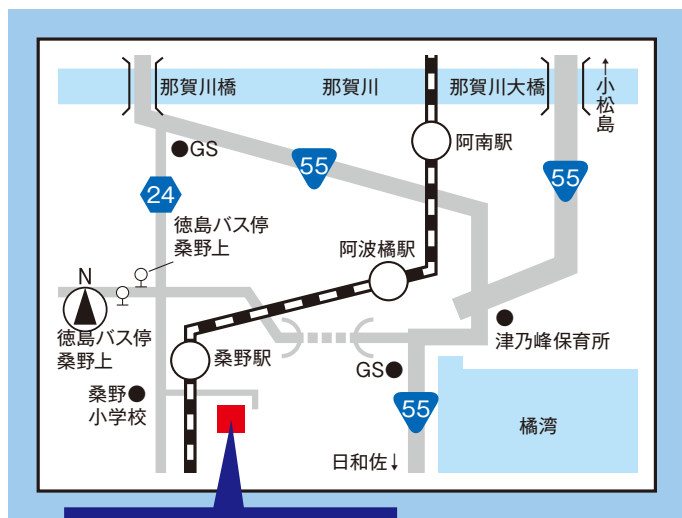 那賀川橋
那賀川
那賀川大橋
↑小松島
GS
55
阿南駅
55
24
徳島バス停
桑野上
阿波橘駅
N
徳島バス停
桑野上
桑野駅
津乃峰保育所
GS
桑野
小学校
55
橘湾
日和佐↓